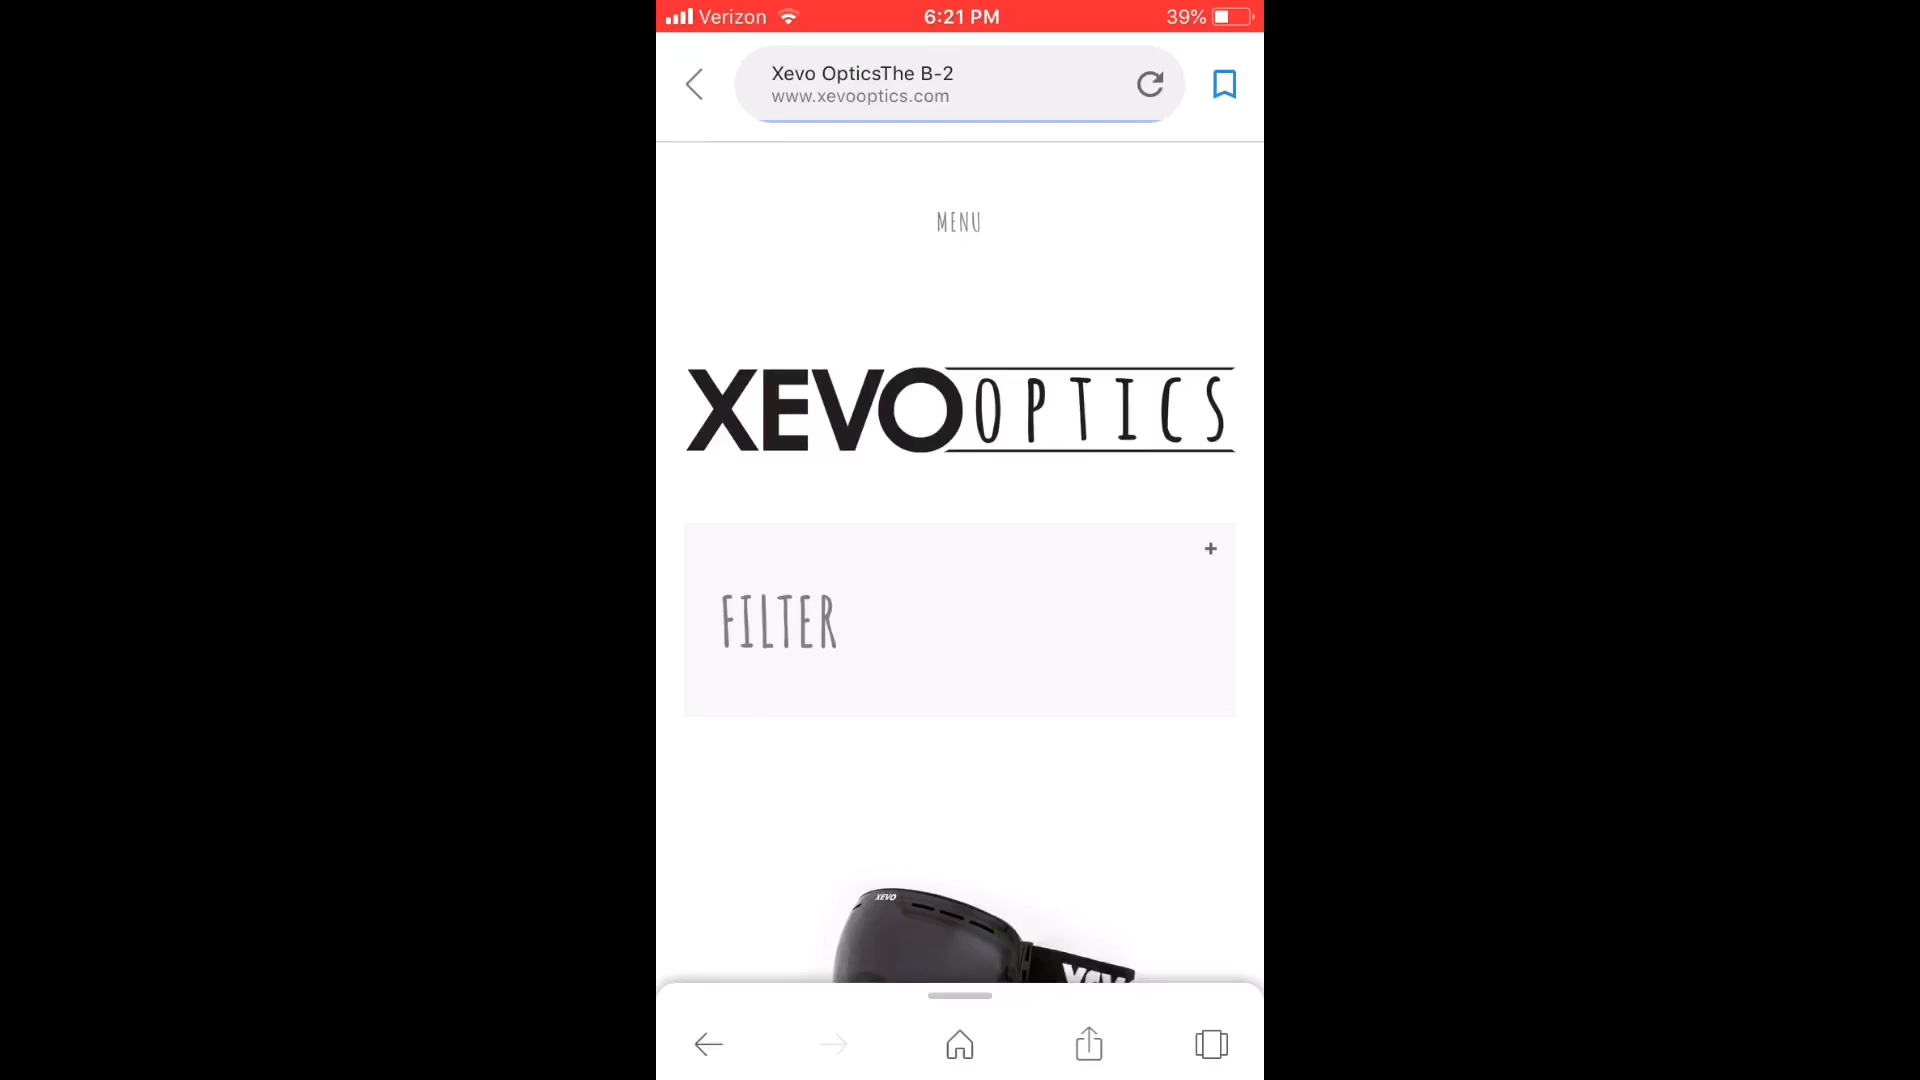 Verizon
6:21 PM
39%
Xevo OpticsThe B-2
www.xevooptics.com
MENU
XEVO OPTICS
+
FILTER
XEVO